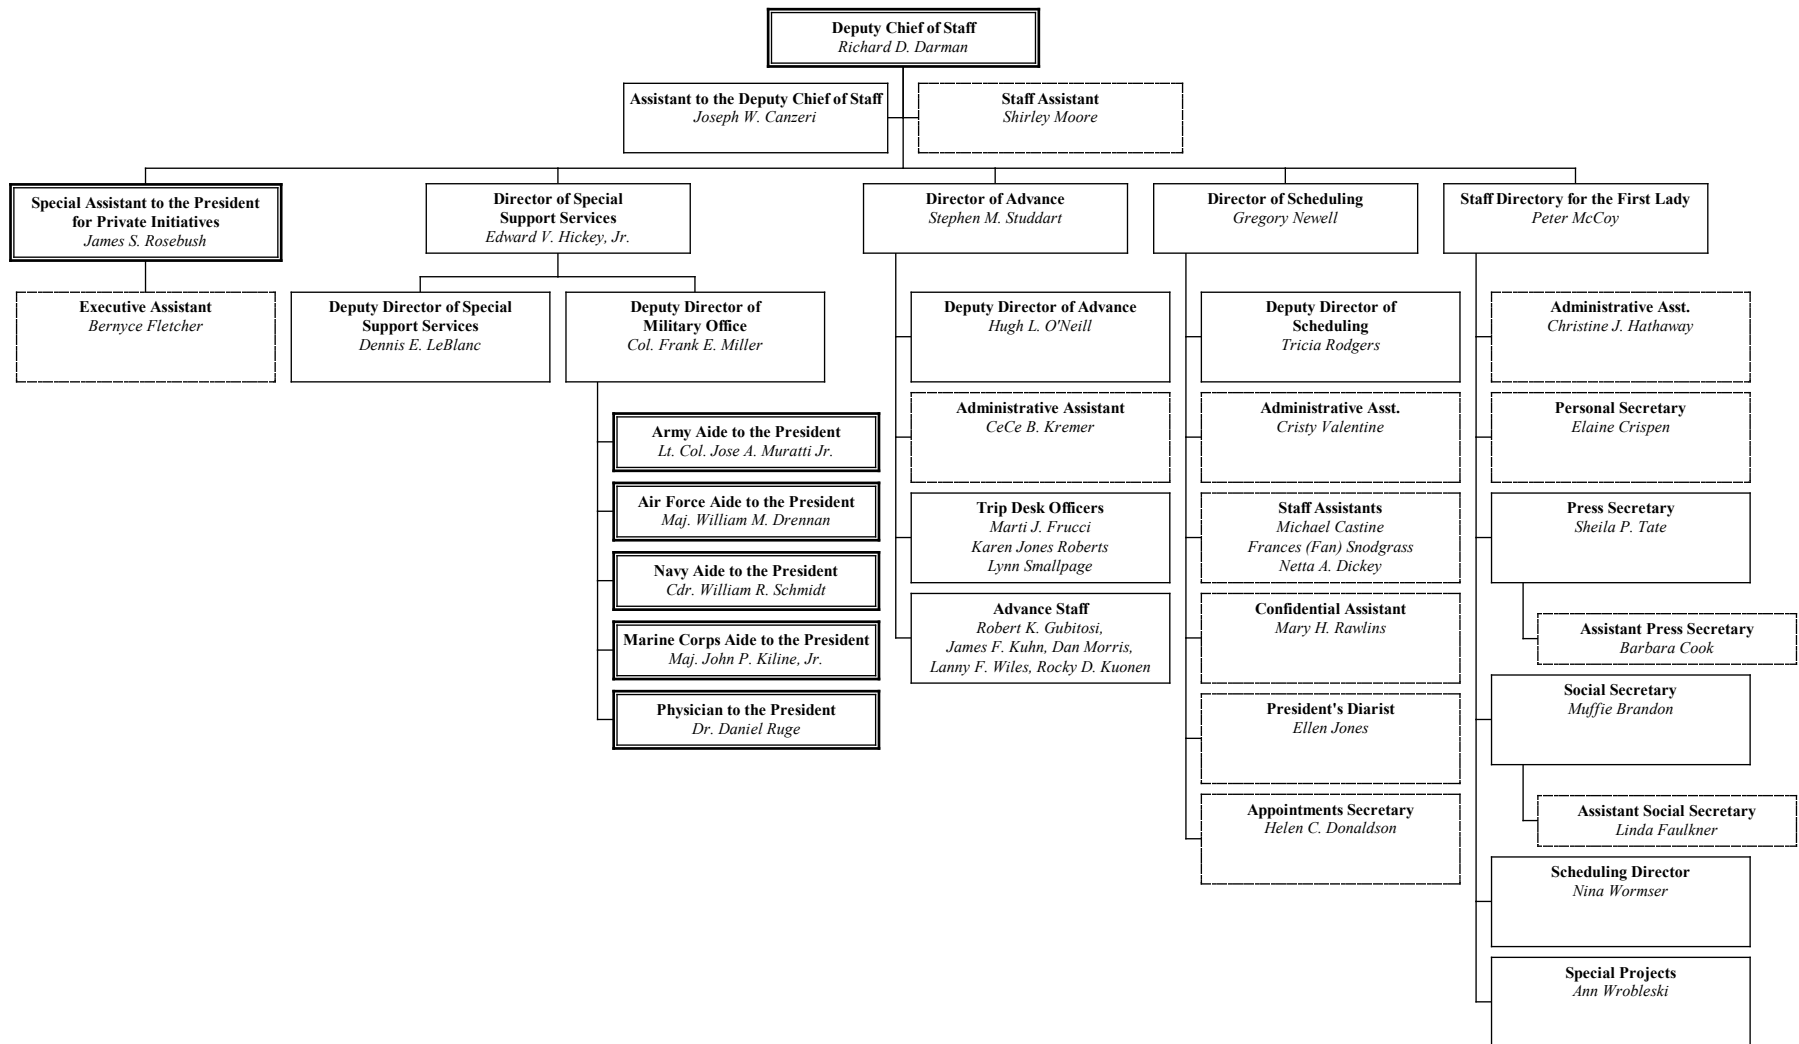 Deputy Chief of Staff
Richard D. Darman
Assistant to the Deputy Chief of Staff
Joseph W. Canzeri
Staff Assistant
Shirley Moore
Special Assistant to the President
for Private Initiatives
James S. Rosebush
Executive Assistant
Bernyce Fletcher
Director of Special
Support Services
Edward V. Hickey, Jr.
Deputy Director of Special
Support Services
Dennis E. LeBlanc
Deputy Director of
Military Office
Col. Frank E. Miller
Army Aide to the President
Lt. Col. Jose A. Muratti Jr.
Air Force Aide to the President
Maj. William M. Drennan
Navy Aide to the President
Cdr. William R. Schmidt
Marine Corps Aide to the President
Maj. John P. Kiline, Jr.
Physician to the President
Dr. Daniel Ruge
Director of Advance
Stephen M. Studdart
Deputy Director of Advance
Hugh L. O'Neill
Administrative Assistant
CeCe B. Kremer
Trip Desk Officers
Marti J. Frucci
Karen Jones Roberts
Lynn Smallpage
Advance Staff
Robert K. Gubitosi,
James F. Kuhn, Dan Morris,
Lanny F. Wiles, Rocky D. Kuonen
Director of Scheduling
Gregory Newell
Deputy Director of
Scheduling
Tricia Rodgers
Administrative Asst.
Cristy Valentine
Staff Assistants
Michael Castine
Frances (Fan) Snodgrass
Netta A. Dickey
Confidential Assistant
Mary H. Rawlins
President's Diarist
Ellen Jones
Appointments Secretary
Helen C. Donaldson
Staff Directory for the First Lady
Peter McCoy
Administrative Asst.
Christine J. Hathaway
Personal Secretary
Elaine Crispen
Press Secretary
Sheila P. Tate
Assistant Press Secretary
Barbara Cook
Social Secretary
Muffie Brandon
Assistant Social Secretary
Linda Faulkner
Scheduling Director
Nina Wormser
Special Projects
Ann Wrobleski